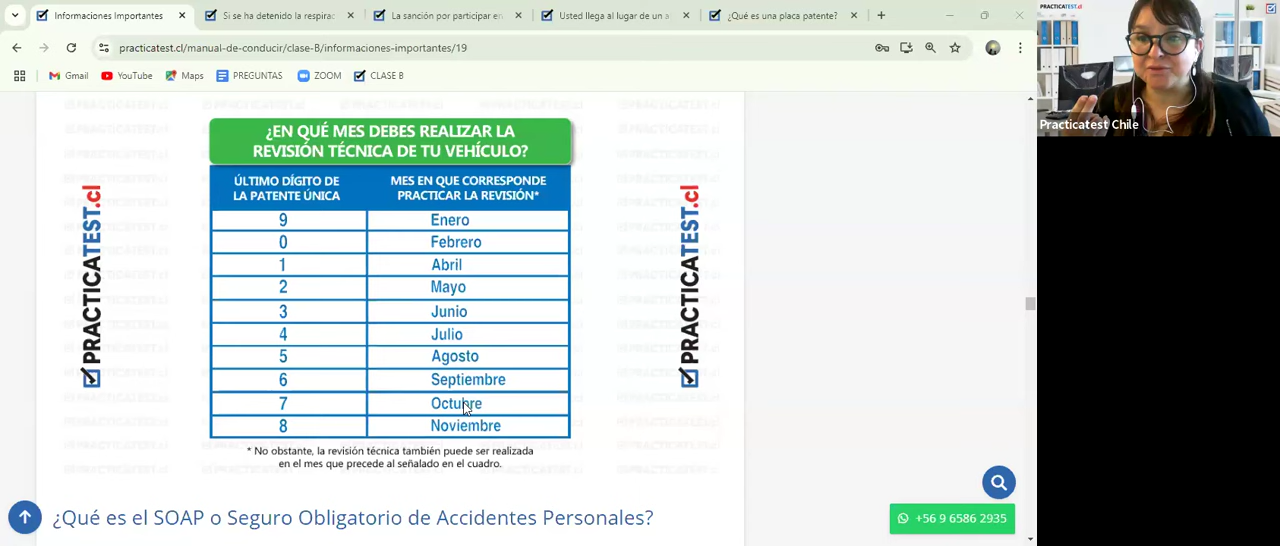 Informaciones Importantes
Si se ha detenido la respirac
La sanción por participar en
Usted llega al lugar de un a
¿Qué es una placa patente?
practicatest.cl/manual-de-conducir/clase-B/informaciones-importantes/19
Gmail
YouTube
Maps
PREGUNTAS
ZOOM
CLASE B
PRACTICATEST.cl
Practicatest Chile
¿EN QUÉ MES DEBES REALIZAR LA
REVISIÓN TÉCNICA DE TU VEHÍCULO?
ÚLTIMO DÍGITO DE
LA PATENTE ÚNICA
MES EN QUE CORRESPONDE
PRACTICAR LA REVISIÓN*
9 Enero
0 Febrero
1 Abril
2 Mayo
3 Junio
4 Julio
5 Agosto
6 Septiembre
7 Octubre
8 Noviembre
PRACTICATEST.cl
PRACTICATEST.cl
* No obstante, la revisión técnica también puede ser realizada
en el mes que precede al señalado en el cuadro.
¿Qué es el SOAP o Seguro Obligatorio de Accidentes Personales?
+56 9 6586 2935